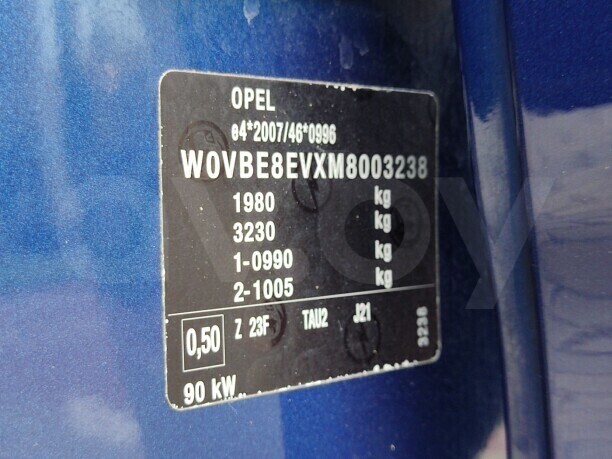 OPEL
e4*2007/46*0996
W0VBE8EVXM8003238
1980 kg
3230 kg
1-0990 kg
2-1005 kg
0,50 Z 23F TAU2 J21
3238
90 kW